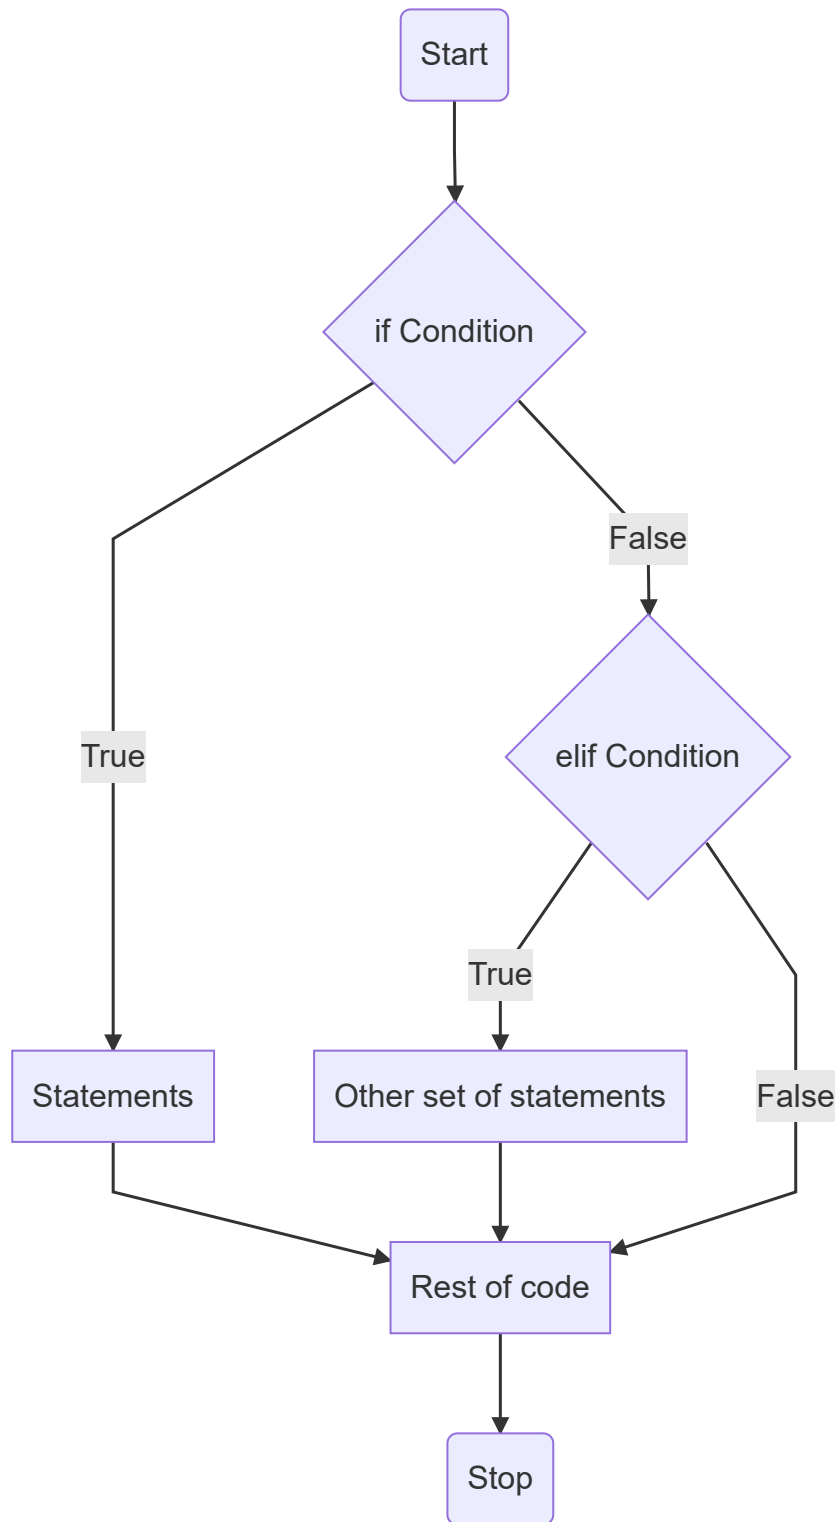 Start
if Condition
False
True
elif Condition
True
False
Statements
Other set of statements
Rest of code
Stop